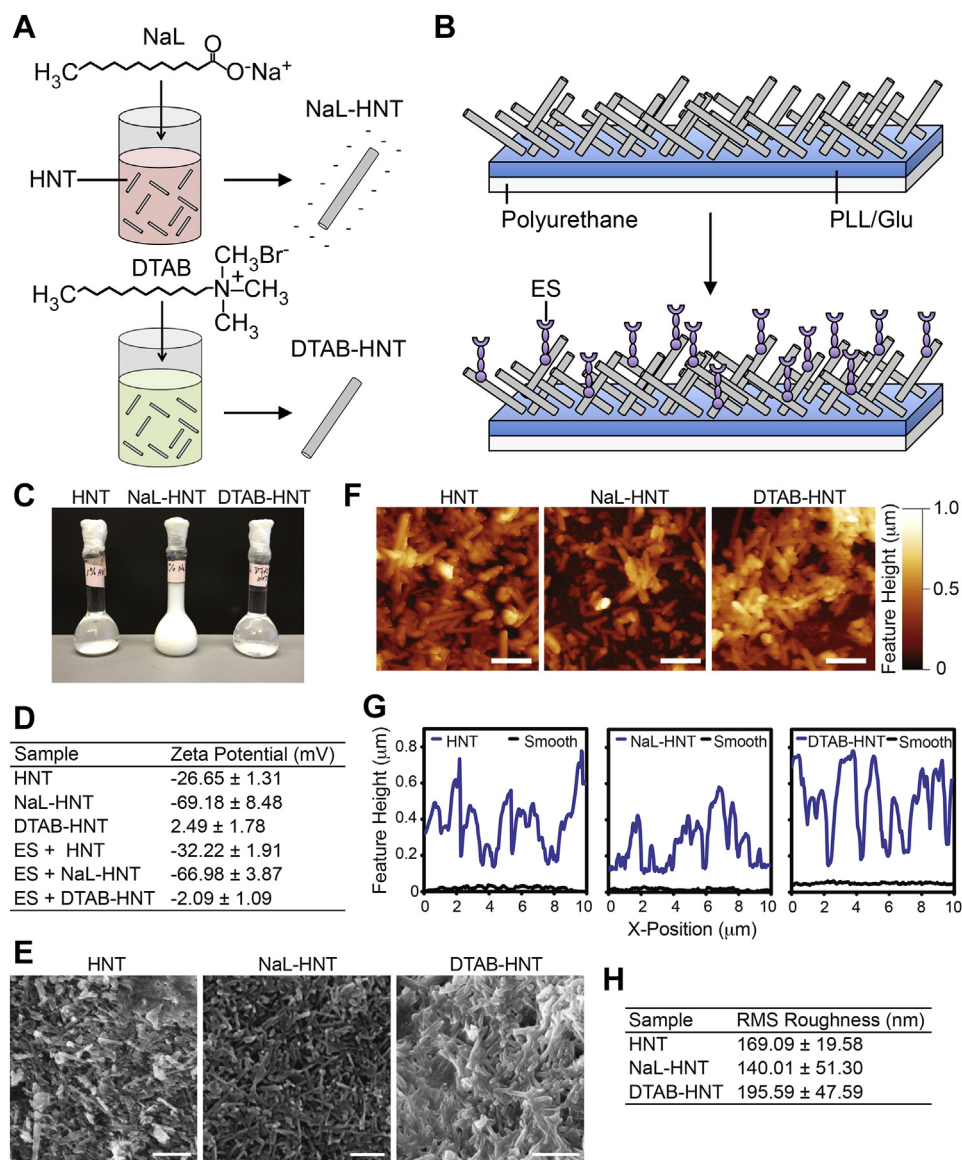 A
NaL
H3C
O
O-Na+
HNT
NaL-HNT
DTAB
CH3Br-
H3C
N+
CH3
CH3
DTAB-HNT
B
Polyurethane
PLL/Glu
ES
C
HNT NaL-HNT DTAB-HNT
D
Sample Zeta Potential (mV)
HNT -26.65 ± 1.31
NaL-HNT -69.18 ± 8.48
DTAB-HNT 2.49 ± 1.78
ES + HNT -32.22 ± 1.91
ES + NaL-HNT -66.98 ± 3.87
ES + DTAB-HNT -2.09 ± 1.09
E
HNT NaL-HNT DTAB-HNT
F
HNT NaL-HNT DTAB-HNT
Feature Height (μm)
1.0
0.5
0
G
Feature Height (μm)
0.8
0.6
0.4
0.2
0
HNT Smooth
NaL-HNT Smooth
DTAB-HNT Smooth
0 2 4 6 8 10
0 2 4 6 8 10
0 2 4 6 8 10
X-Position (μm)
H
Sample RMS Roughness (nm)
HNT 169.09 ± 19.58
NaL-HNT 140.01 ± 51.30
DTAB-HNT 195.59 ± 47.59